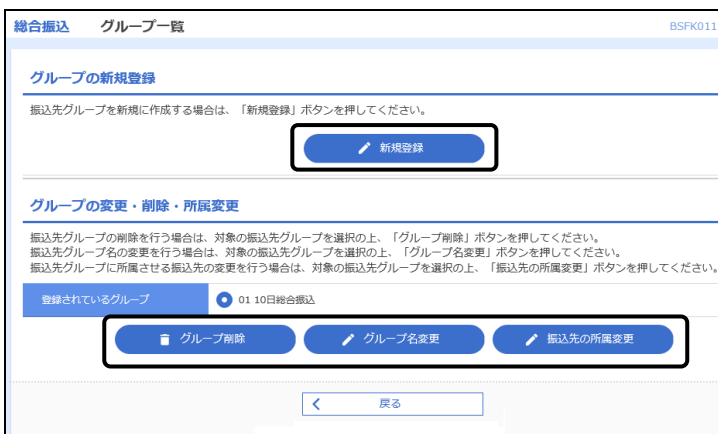 総合振込 グループ一覧 BSFK011
グループの新規登録
振込先グループを新規に作成する場合は、「新規登録」ボタンを押してください。
新規登録
グループの変更・削除・所属変更
振込先グループの削除を行う場合は、対象の振込先グループを選択の上、「グループ削除」ボタンを押してください。
振込先グループ名の変更を行う場合は、対象の振込先グループを選択の上、「グループ名変更」ボタンを押してください。
振込先グループに所属させる振込先の変更を行う場合は、対象の振込先グループを選択の上、「振込先の所属変更」ボタンを押してください。
登録されているグループ 01 10日総合振込
グループ削除 グループ名変更 振込先の所属変更
戻る